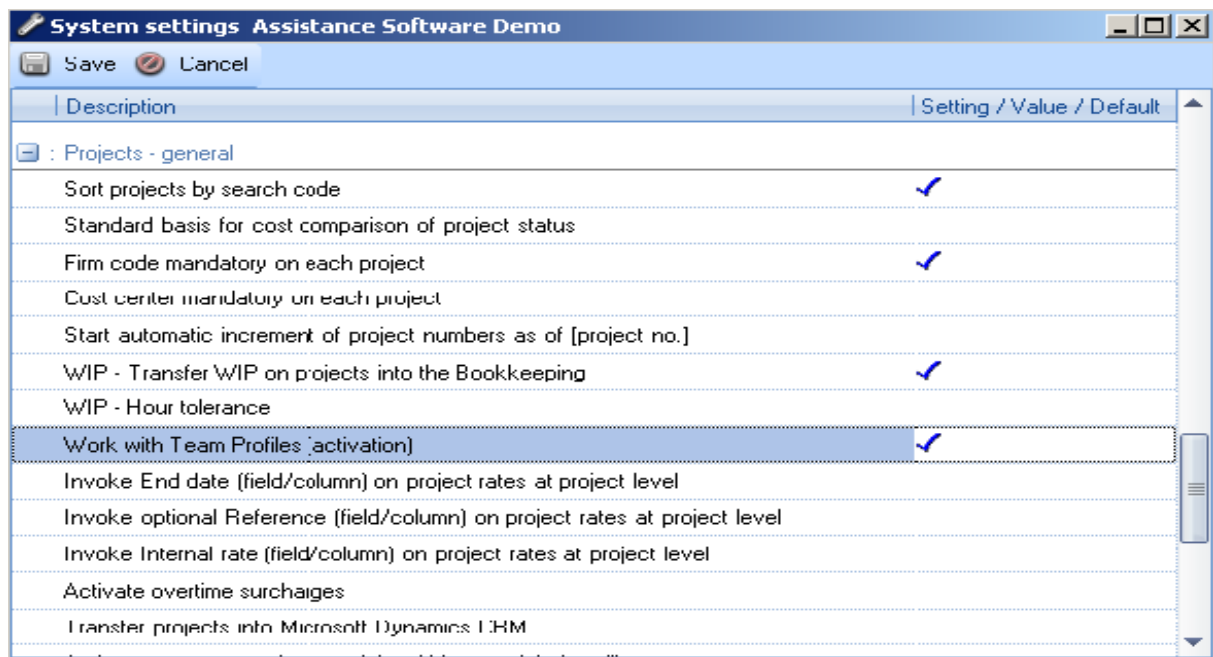 System settings Assistance Software Demo
Save Cancel
Description Setting / Value / Default
: Projects - general
Sort projects by search code
Standard basis for cost comparison of project status
Firm code mandatory on each project
Cost center mandatory on each project
Start automatic increment of project numbers as of [project no.]
WIP - Transfer WIP on projects into the Bookkeeping
WIP - Hour tolerance
Work with Team Profiles (activation)
Invoke End date (field/column) on project rates at project level
Invoke optional Reference (field/column) on project rates at project level
Invoke Internal rate (field/column) on project rates at project level
Activate overtime surcharges
Transfer projects into Microsoft Dynamics CRM